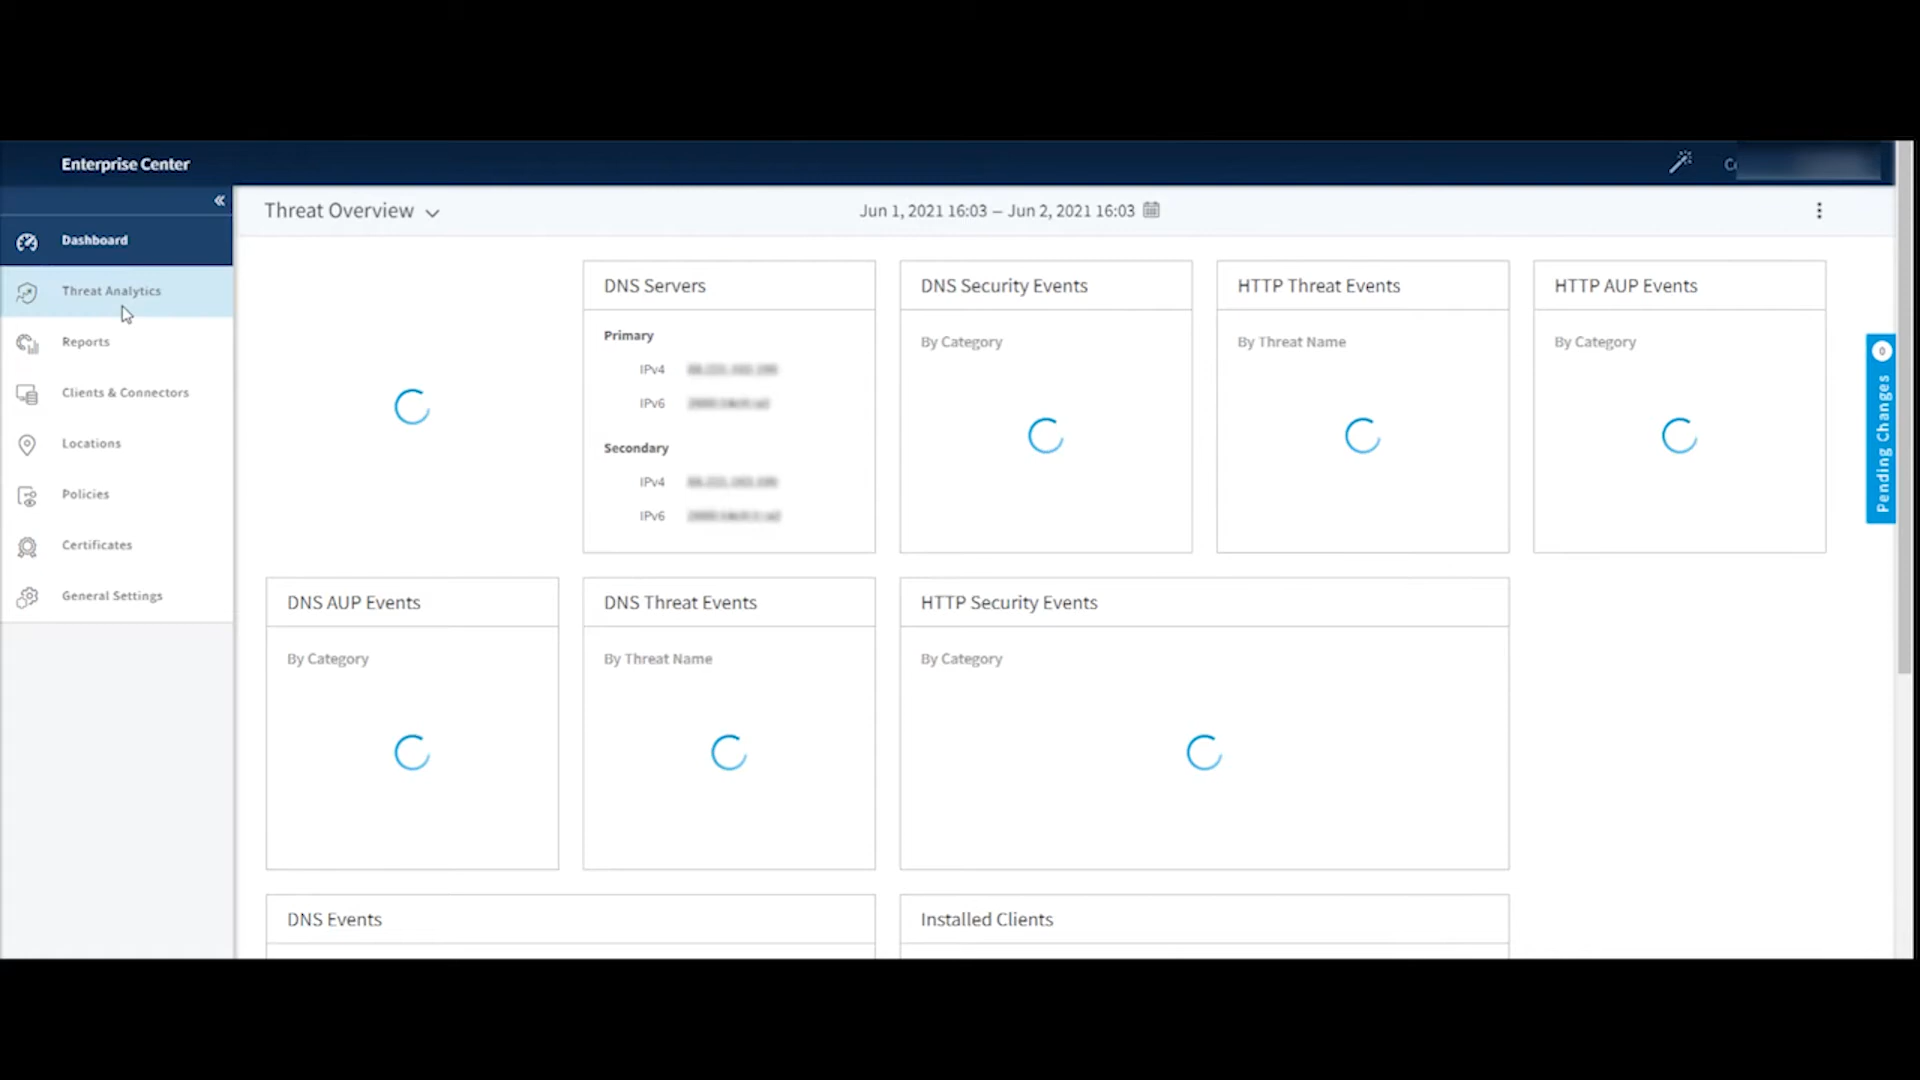 Enterprise Center
«
Threat Overview
Jun 1, 2021 16:03 – Jun 2, 2021 16:03
Dashboard
Threat Analytics
Reports
Clients & Connectors
Locations
Policies
Certificates
General Settings
DNS Servers
Primary
IPv4
IPv6
Secondary
IPv4
IPv6
DNS Security Events
By Category
HTTP Threat Events
By Threat Name
HTTP AUP Events
By Category
0
Pending Changes
DNS AUP Events
By Category
DNS Threat Events
By Threat Name
HTTP Security Events
By Category
DNS Events
Installed Clients